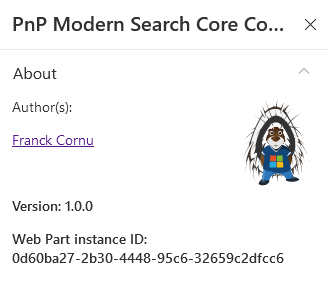 PnP Modern Search Core Co...
About
Author(s):
Franck Cornu
Version: 1.0.0
Web Part instance ID:
0d60ba27-2b30-4448-95c6-32659c2dfcc6